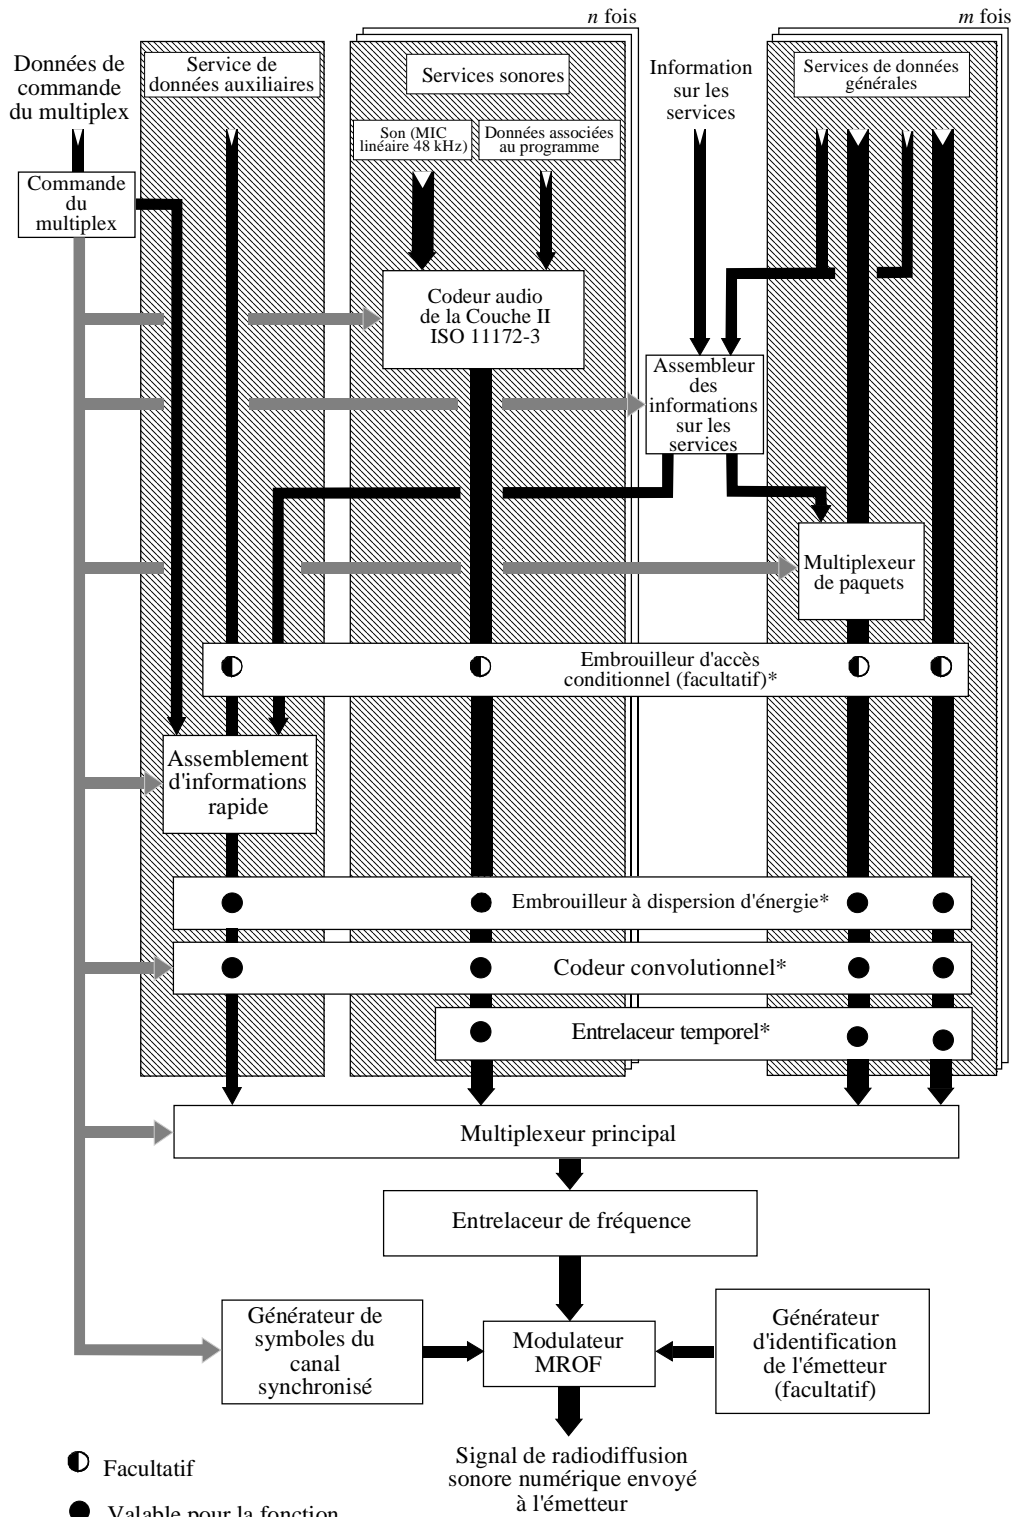 n fois
m fois
Données de
commande
du multiplex
Service de
données auxiliaires
Services sonores
Information
sur les
services
Services de données
générales
Son (MIC
linéaire 48 kHz)
Données associées
au programme
Commande
du
multiplex
Codeur audio
de la Couche II
ISO 11172-3
Assembleur
des
informations
sur les
services
Multiplexeur
de paquets
Embrouilleur d'accès
conditionnel (facultatif)*
Assemblement
d'informations
rapide
Embrouilleur à dispersion d'énergie*
Codeur convolutionnel*
Entrelaceur temporel*
Multiplexeur principal
Entrelaceur de fréquence
Générateur de
symboles du
canal
synchronisé
Modulateur
MROF
Générateur
d'identification
de l'émetteur
(facultatif)
Signal de radiodiffusion
sonore numérique envoyé
à l'émetteur
Facultatif
Valable pour la fonction